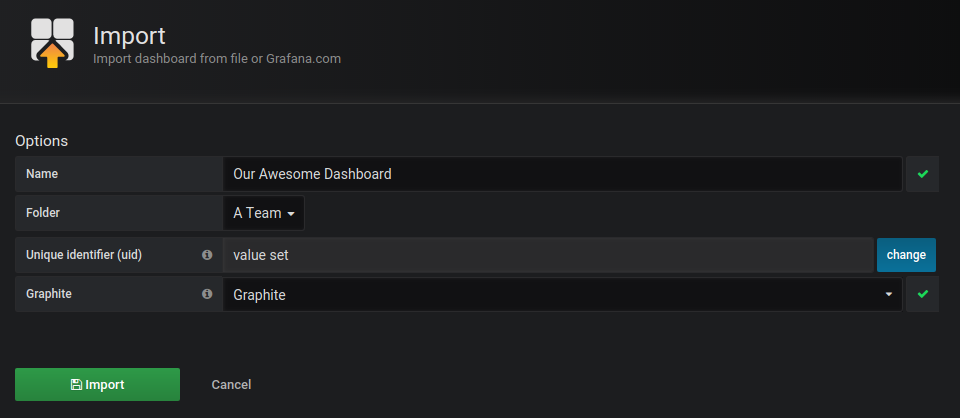 Import
Import dashboard from file or Grafana.com
Options
Name Our Awesome Dashboard
Folder A Team
Unique identifier (uid) value set change
Graphite Graphite
Import Cancel